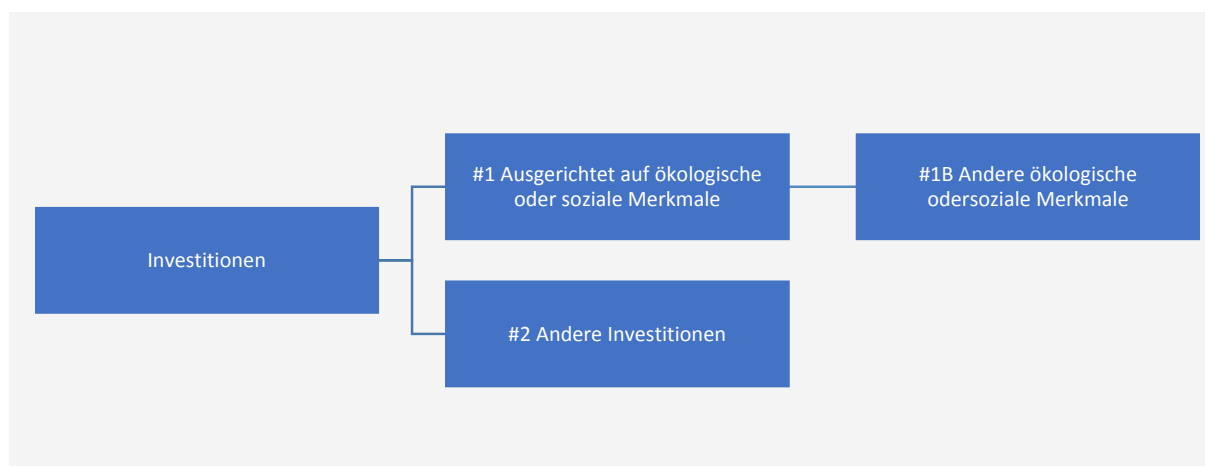 #1 Ausgerichtet auf ökologische
oder soziale Merkmale
#1B Andere ökologische
odersoziale Merkmale
Investitionen
#2 Andere Investitionen